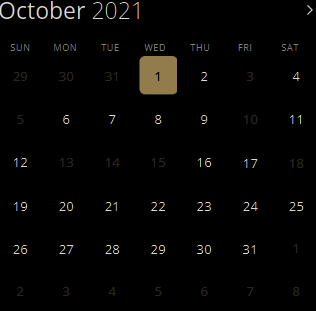 October 2021 >
SUN MON TUE WED THU FRI SAT
29 30 31 1 2 3 4
5 6 7 8 9 10 11
12 13 14 15 16 17 18
19 20 21 22 23 24 25
26 27 28 29 30 31 1
2 3 4 5 6 7 8